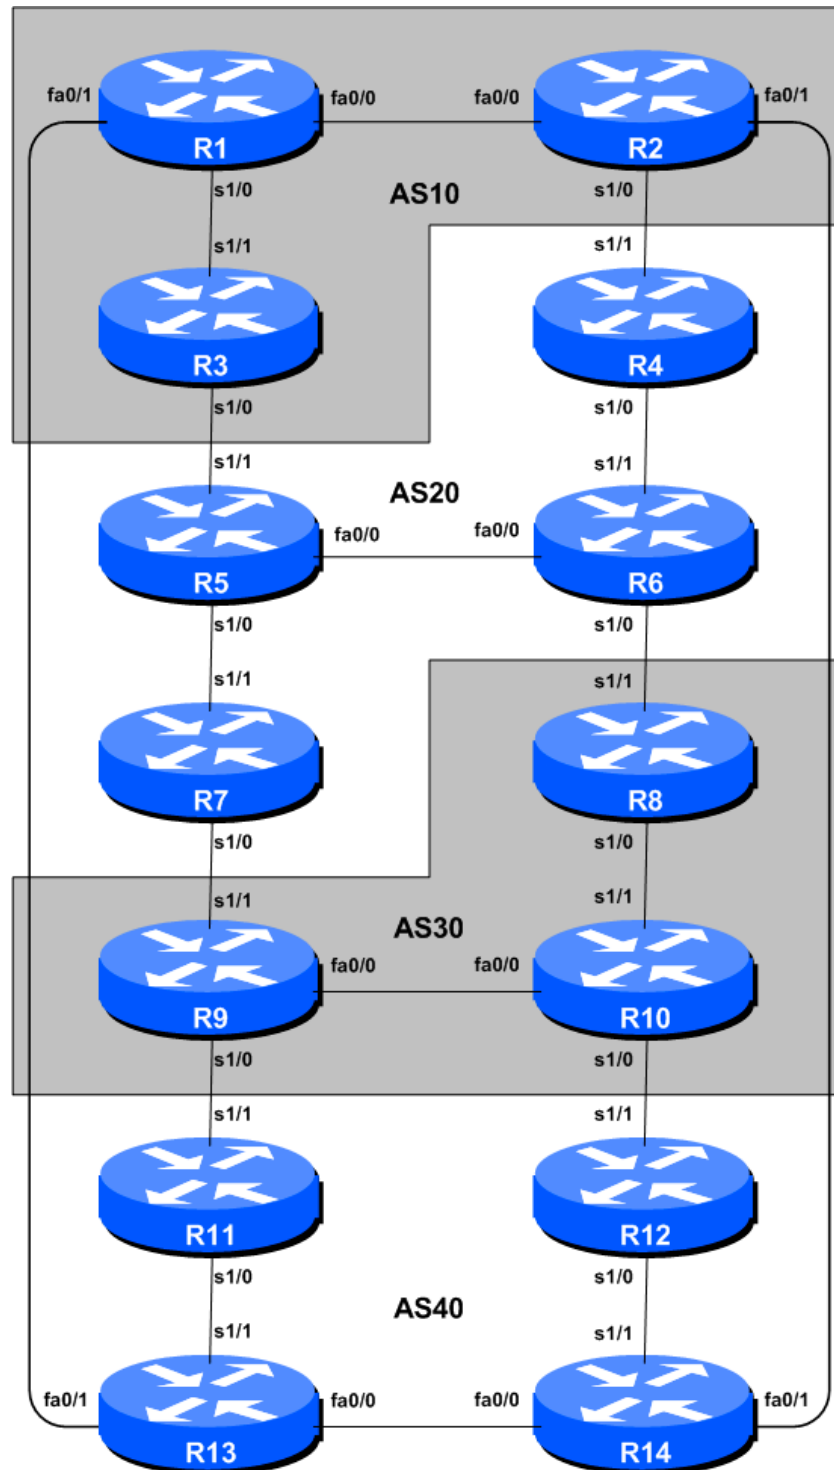 fa0/1 fa0/0 fa0/0 fa0/1
R1 R2
s1/0 AS10 s1/0
s1/1 s1/1
R3 R4
s1/0 s1/0
s1/1 AS20 s1/1
fa0/0 fa0/0
R5 R6
s1/0 s1/0
s1/1 s1/1
R7 R8
s1/0 s1/0
s1/1 AS30 s1/1
fa0/0 fa0/0
R9 R10
s1/0 s1/0
s1/1 s1/1
R11 R12
s1/0 s1/0
AS40
s1/1 s1/1
fa0/1 fa0/0 fa0/0 fa0/1
R13 R14